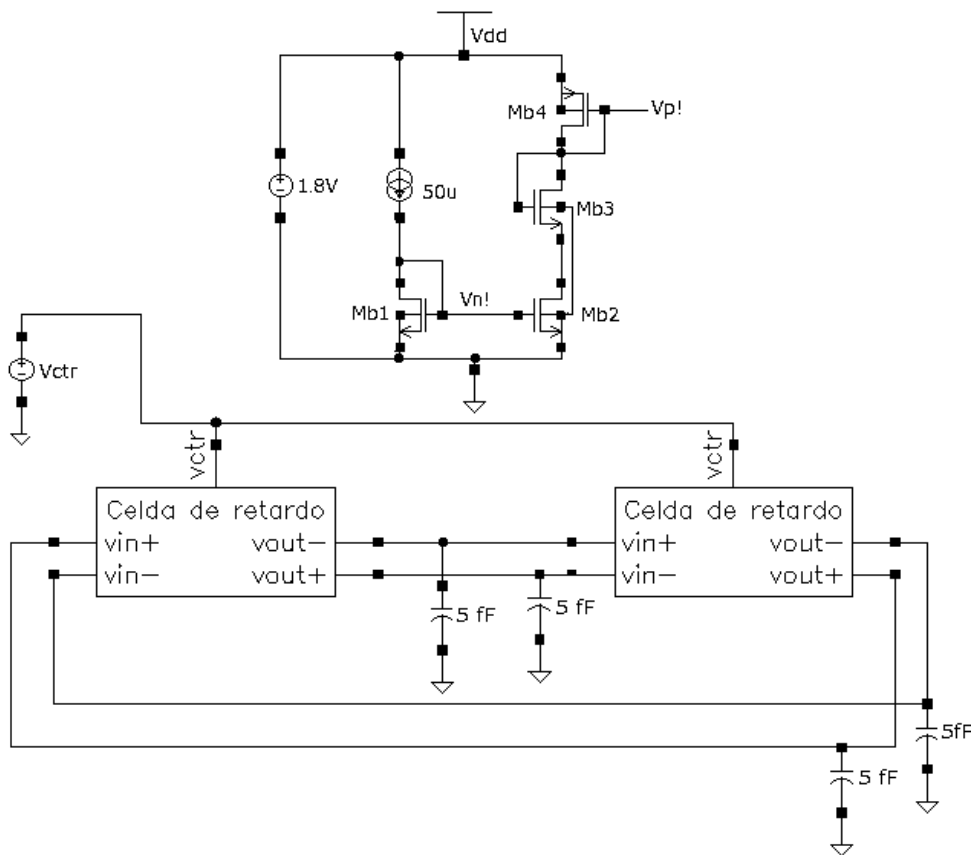 Vdd
Mb4
Vp!
1.8V
50u
Mb3
Mb1
Vn!
Mb2
Vctr
vctr
vctr
Celda de retardo
vin+
vout-
vin-
vout+
Celda de retardo
vin+
vout-
vin-
vout+
5 fF
5 fF
5fF
5 fF